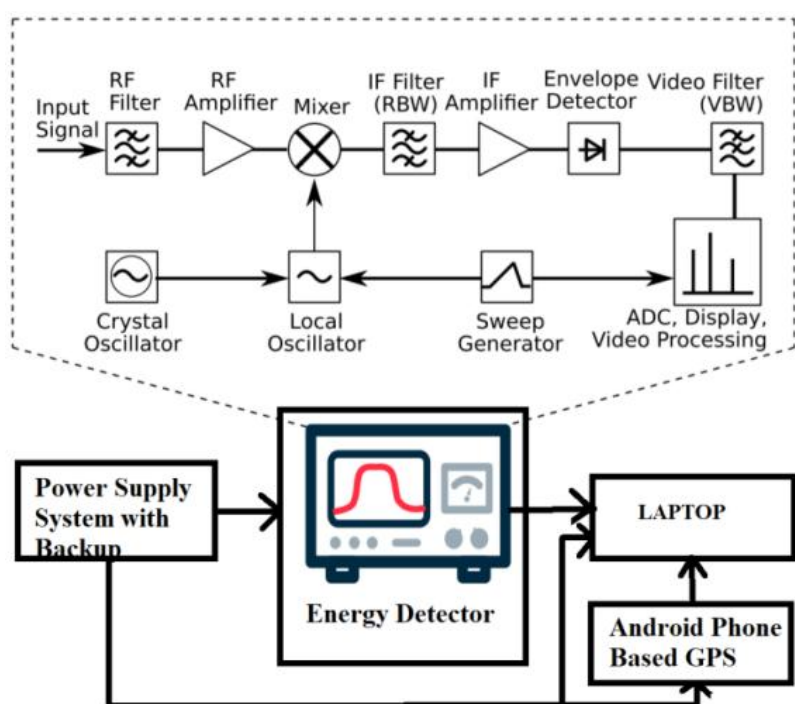 Input
Signal
RF
Filter
RF
Amplifier
Mixer
IF Filter
(RBW)
IF
Amplifier
Envelope
Detector
Video Filter
(VBW)
Crystal
Oscillator
Local
Oscillator
Sweep
Generator
ADC, Display,
Video Processing
Power Supply
System with
Backup
Energy Detector
LAPTOP
Android Phone
Based GPS